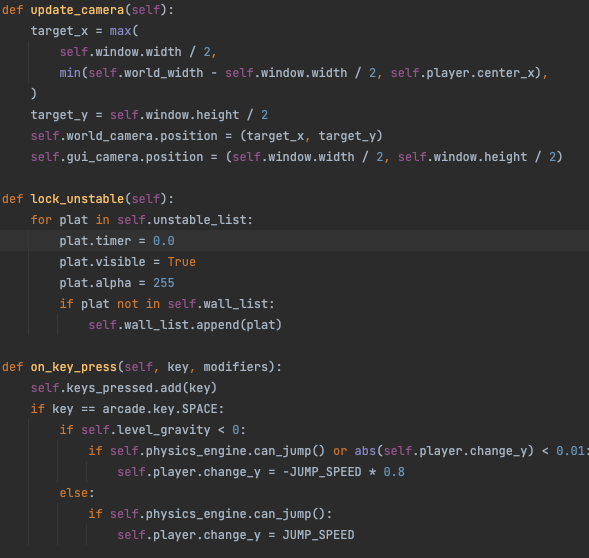 def update_camera(self):
    target_x = max(
        self.window.width / 2,
        min(self.world_width - self.window.width / 2, self.player.center_x),
    )
    target_y = self.window.height / 2
    self.world_camera.position = (target_x, target_y)
    self.gui_camera.position = (self.window.width / 2, self.window.height / 2)

def lock_unstable(self):
    for plat in self.unstable_list:
        plat.timer = 0.0
        plat.visible = True
        plat.alpha = 255
        if plat not in self.wall_list:
            self.wall_list.append(plat)

def on_key_press(self, key, modifiers):
    self.keys_pressed.add(key)
    if key == arcade.key.SPACE:
        if self.level_gravity < 0:
            if self.physics_engine.can_jump() or abs(self.player.change_y) < 0.01:
                self.player.change_y = -JUMP_SPEED * 0.8
        else:
            if self.physics_engine.can_jump():
                self.player.change_y = JUMP_SPEED